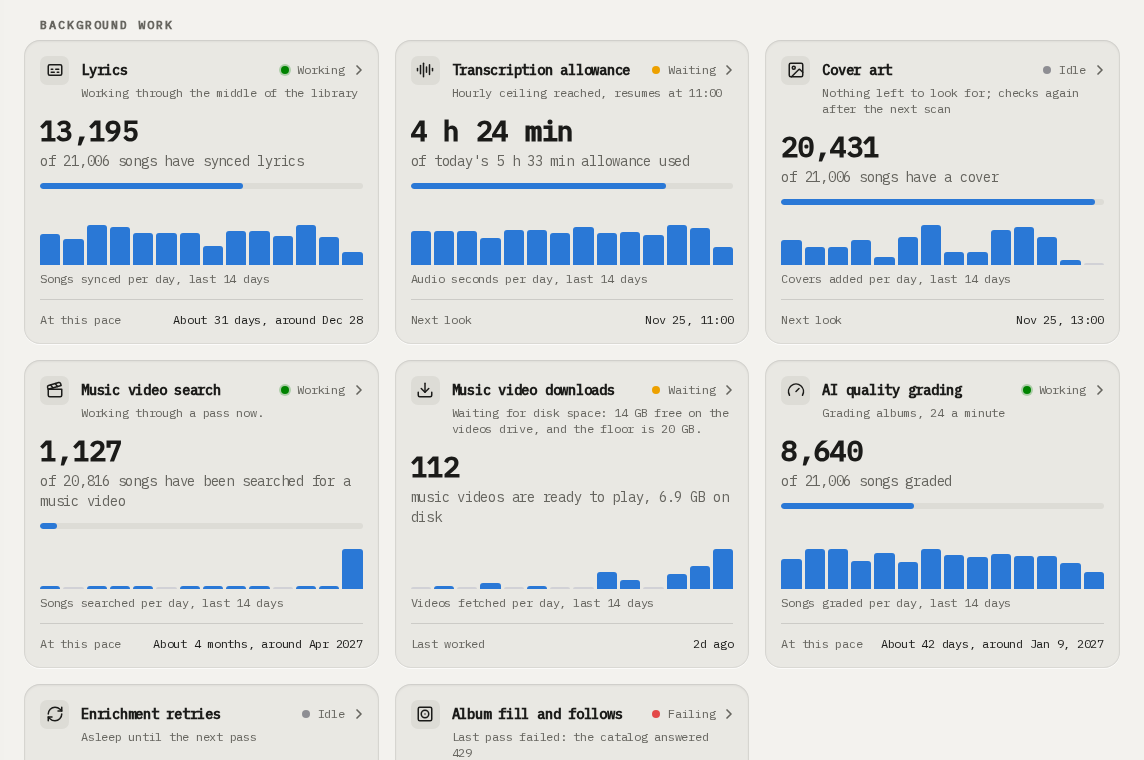 BACKGROUND WORK
Lyrics
Working
Working through the middle of the library
13,195
of 21,006 songs have synced lyrics
Songs synced per day, last 14 days
At this pace
About 31 days, around Dec 28
Transcription allowance
Waiting
Hourly ceiling reached, resumes at 11:00
4 h 24 min
of today's 5 h 33 min allowance used
Audio seconds per day, last 14 days
Next look
Nov 25, 11:00
Cover art
Idle
Nothing left to look for; checks again
after the next scan
20,431
of 21,006 songs have a cover
Covers added per day, last 14 days
Next look
Nov 25, 13:00
Music video search
Working
Working through a pass now.
1,127
of 20,816 songs have been searched for a
music video
Songs searched per day, last 14 days
At this pace
About 4 months, around Apr 2027
Music video downloads
Waiting
Waiting for disk space: 14 GB free on the
videos drive, and the floor is 20 GB.
112
music videos are ready to play, 6.9 GB on
disk
Videos fetched per day, last 14 days
Last worked
2d ago
AI quality grading
Working
Grading albums, 24 a minute
8,640
of 21,006 songs graded
Songs graded per day, last 14 days
At this pace
About 42 days, around Jan 9, 2027
Enrichment retries
Idle
Asleep until the next pass
Album fill and follows
Failing
Last pass failed: the catalog answered
429